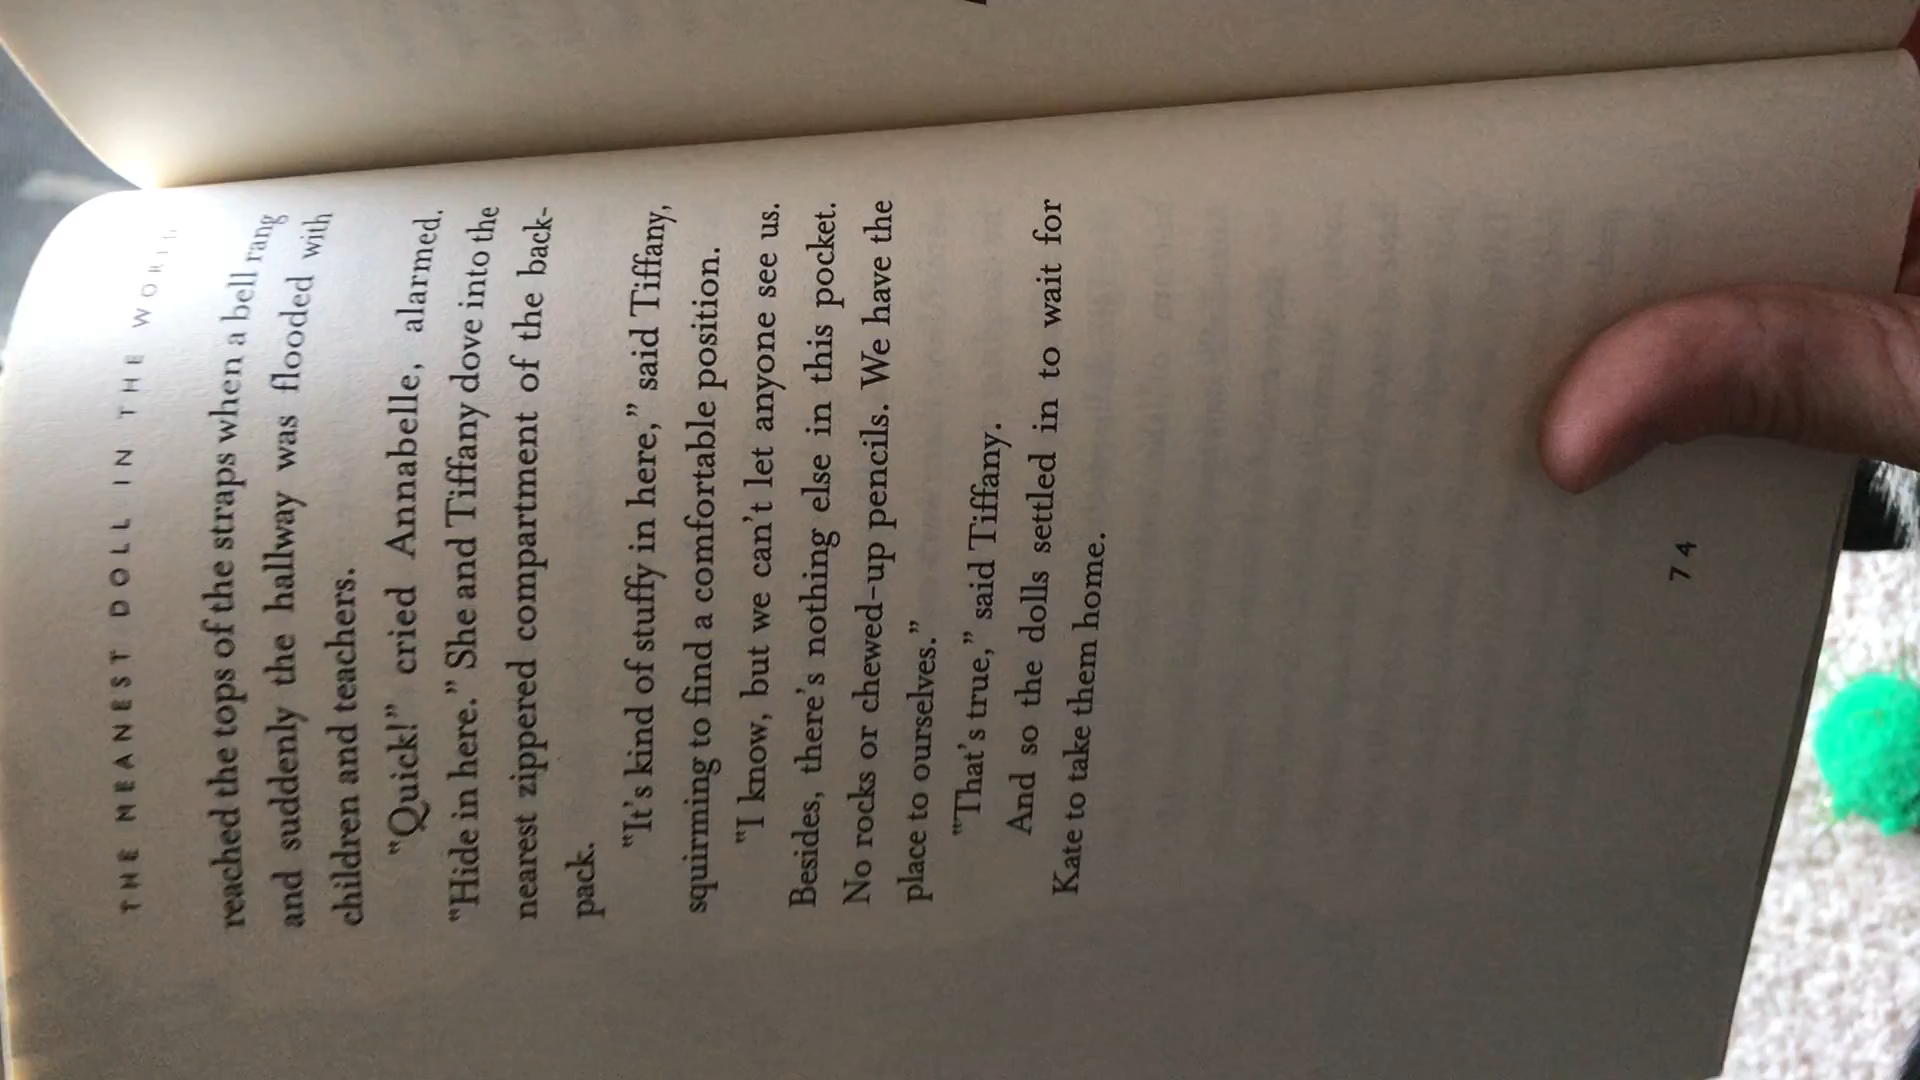 THE MEANEST DOLL IN THE WORLD
reached the tops of the straps when a bell rang
and suddenly the hallway was flooded with
children and teachers.
"Quick!" cried Annabelle, alarmed.
"Hide in here." She and Tiffany dove into the
nearest zippered compartment of the back-
pack.
"It's kind of stuffy in here," said Tiffany,
squirming to find a comfortable position.
"I know, but we can't let anyone see us.
Besides, there's nothing else in this pocket.
No rocks or chewed-up pencils. We have the
place to ourselves."
"That's true," said Tiffany.
And so the dolls settled in to wait for
Kate to take them home.
74